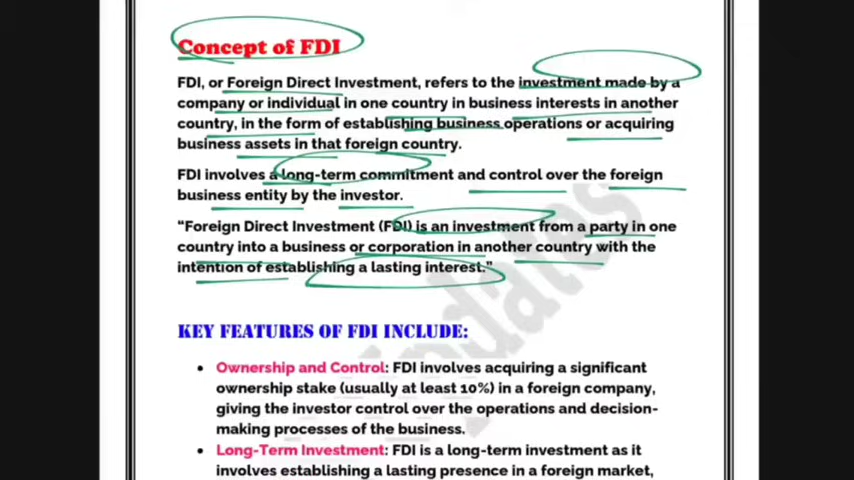 Concept of FDI
FDI, or Foreign Direct Investment, refers to the investment made by a
company or individual in one country in business interests in another
country, in the form of establishing business operations or acquiring
business assets in that foreign country.
FDI involves a long-term commitment and control over the foreign
business entity by the investor.
“Foreign Direct Investment (FDI) is an investment from a party in one
country into a business or corporation in another country with the
intention of establishing a lasting interest.”
KEY FEATURES OF FDI INCLUDE:
• Ownership and Control: FDI involves acquiring a significant
ownership stake (usually at least 10%) in a foreign company,
giving the investor control over the operations and decision-
making processes of the business.
• Long-Term Investment: FDI is a long-term investment as it
involves establishing a lasting presence in a foreign market,